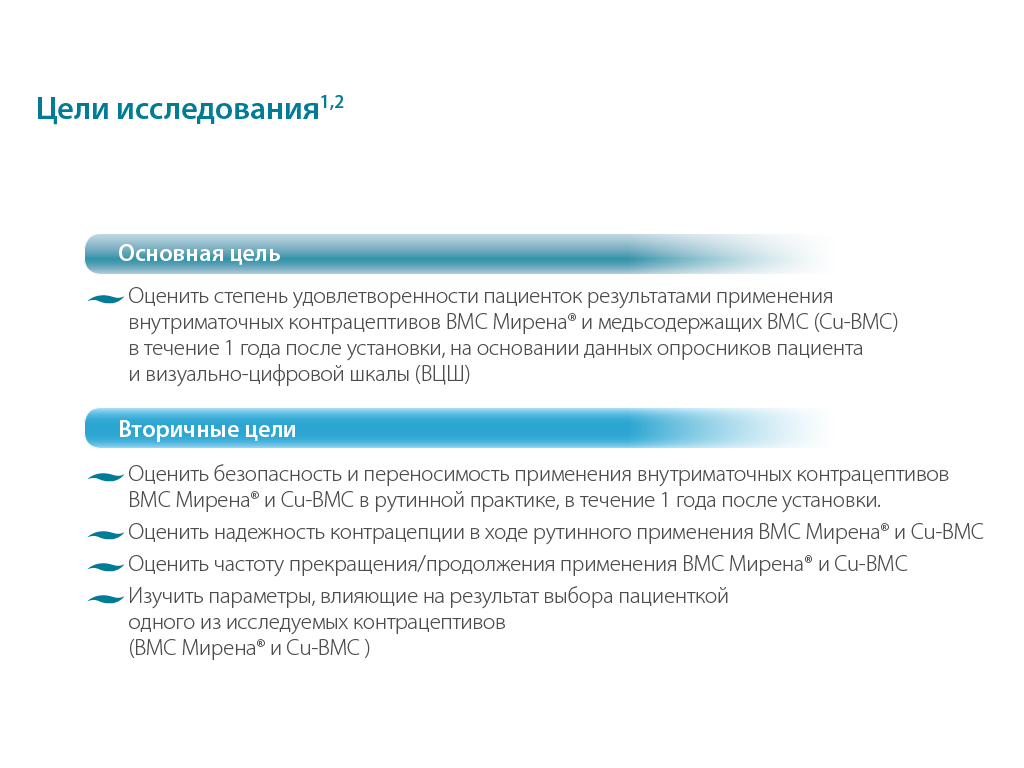 Цели исследования1,2
Основная цель
Оценить степень удовлетворенности пациенток результатами применения
внутриматочных контрацептивов ВМС Мирена® и медьсодержащих ВМС (Cu-ВМС)
в течение 1 года после установки, на основании данных опросников пациента
и визуально-цифровой шкалы (ВЦШ)
Вторичные цели
Оценить безопасность и переносимость применения внутриматочных контрацептивов
ВМС Мирена® и Cu-ВМС в рутинной практике, в течение 1 года после установки.
Оценить надежность контрацепции в ходе рутинного применения ВМС Мирена® и Cu-ВМС
Оценить частоту прекращения/продолжения применения ВМС Мирена® и Cu-ВМС
Изучить параметры, влияющие на результат выбора пациенткой
одного из исследуемых контрацептивов
(ВМС Мирена® и Cu-ВМС )